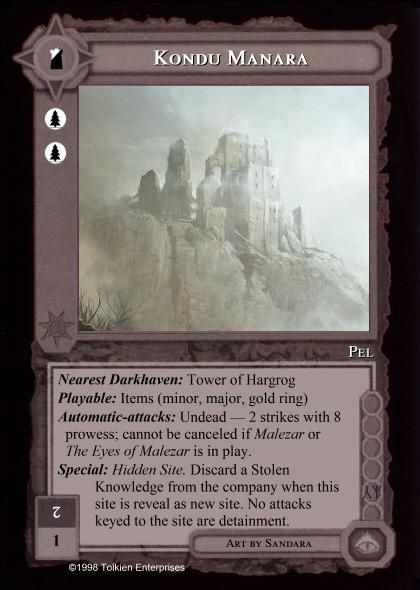 KONDU MANARA
PEL
Nearest Darkhaven: Tower of Hargrog
Playable: Items (minor, major, gold ring)
Automatic-attacks: Undead — 2 strikes with 8
prowess; cannot be canceled if Malezar or
The Eyes of Malezar is in play.
Special: Hidden Site. Discard a Stolen
Knowledge from the company when this
site is reveal as new site. No attacks
keyed to the site are detainment.
2
1
ART BY SANDARA
©1998 Tolkien Enterprises